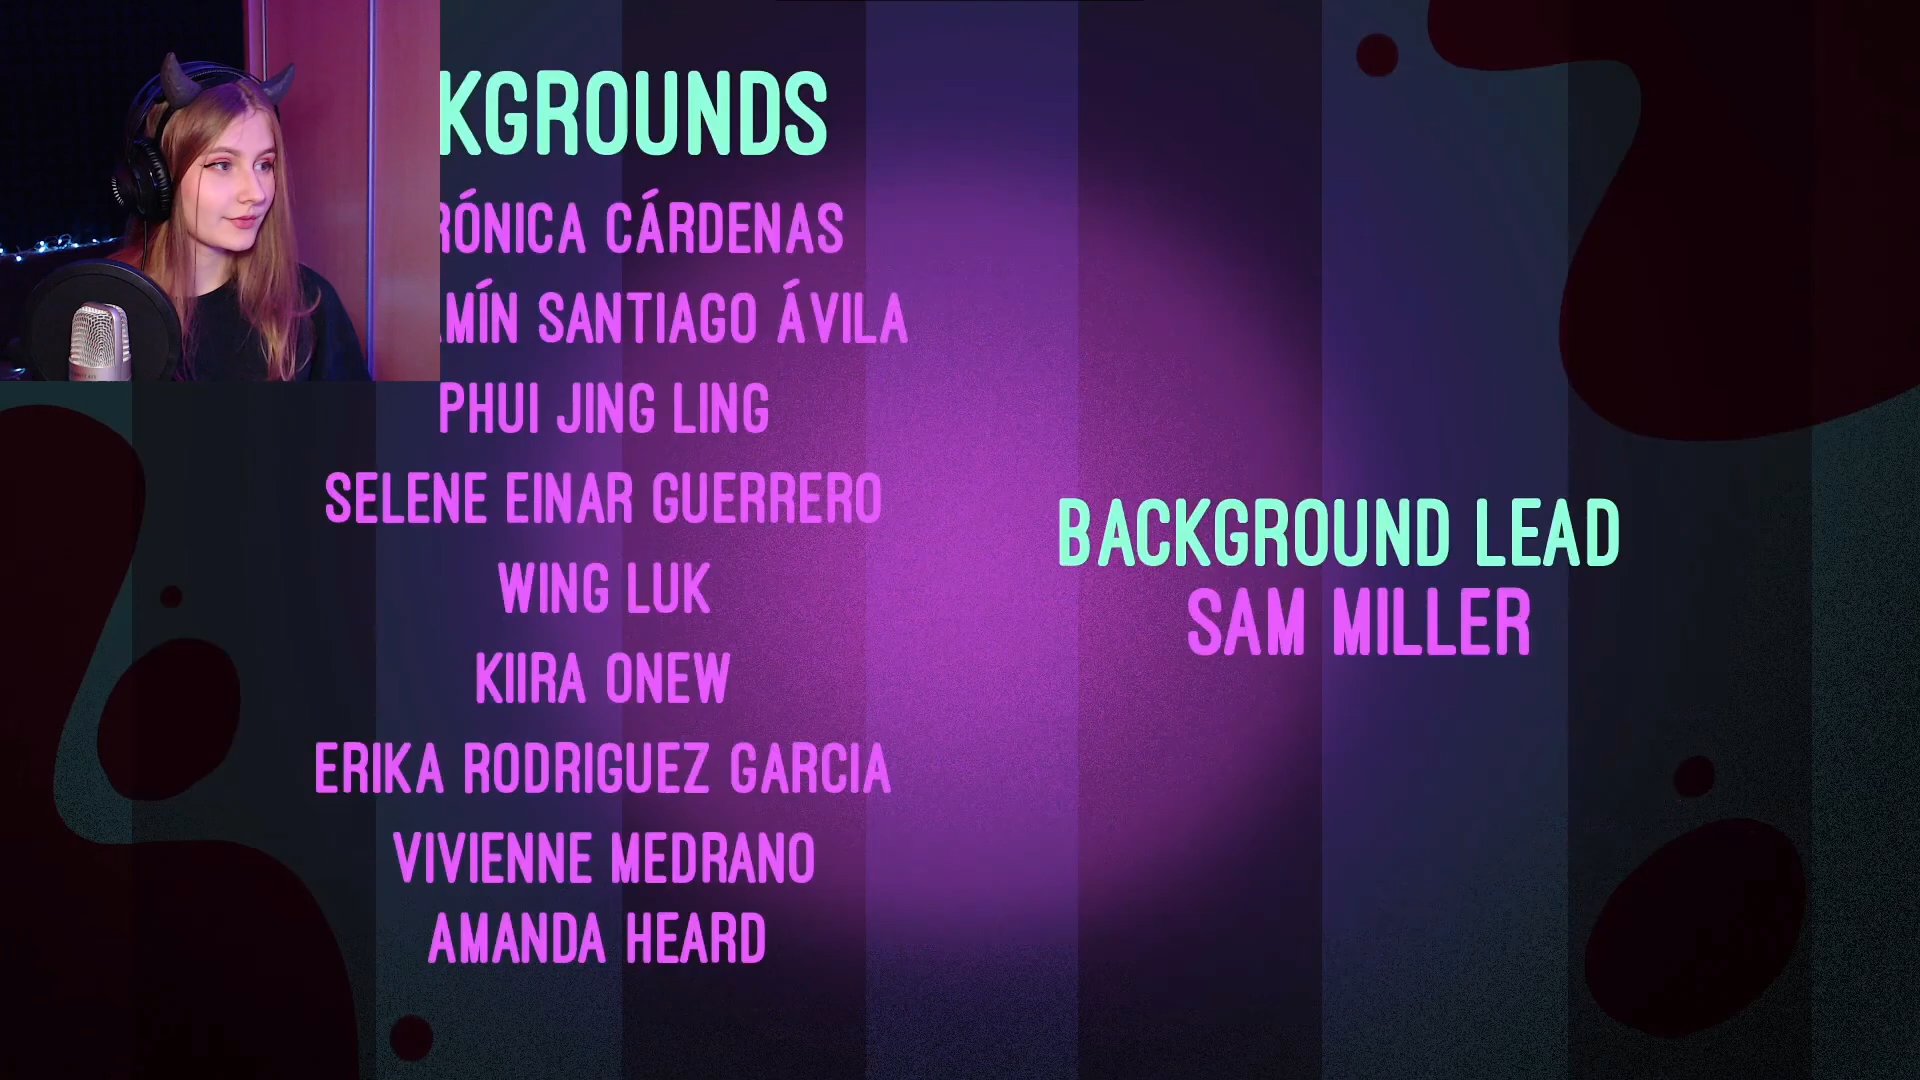 KGROUNDS
RÓNICA CÁRDENAS
MÍN SANTIAGO ÁVILA
PHUI JING LING
SELENE EINAR GUERRERO
WING LUK
KIIRA ONEW
ERIKA RODRIGUEZ GARCIA
VIVIENNE MEDRANO
AMANDA HEARD
BACKGROUND LEAD
SAM MILLER